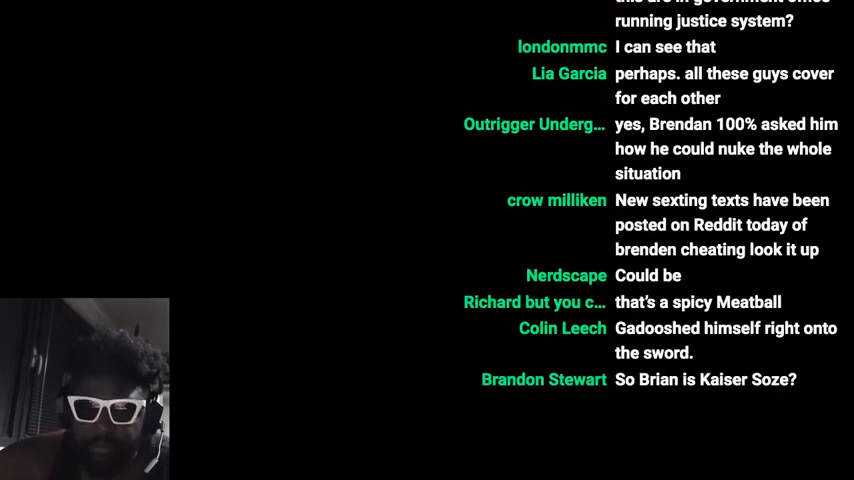 running justice system?
londonmmc I can see that
Lia Garcia perhaps. all these guys cover
for each other
Outrigger Underg... yes, Brendan 100% asked him
how he could nuke the whole
situation
crow milliken New sexting texts have been
posted on Reddit today of
brenden cheating look it up
Nerdscape Could be
Richard but you c... that's a spicy Meatball
Colin Leech Gadooshed himself right onto
the sword.
Brandon Stewart So Brian is Kaiser Soze?